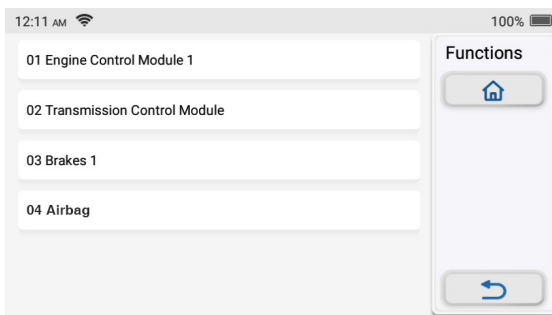 12:11 AM
100%
Functions
01 Engine Control Module 1
02 Transmission Control Module
03 Brakes 1
04 Airbag